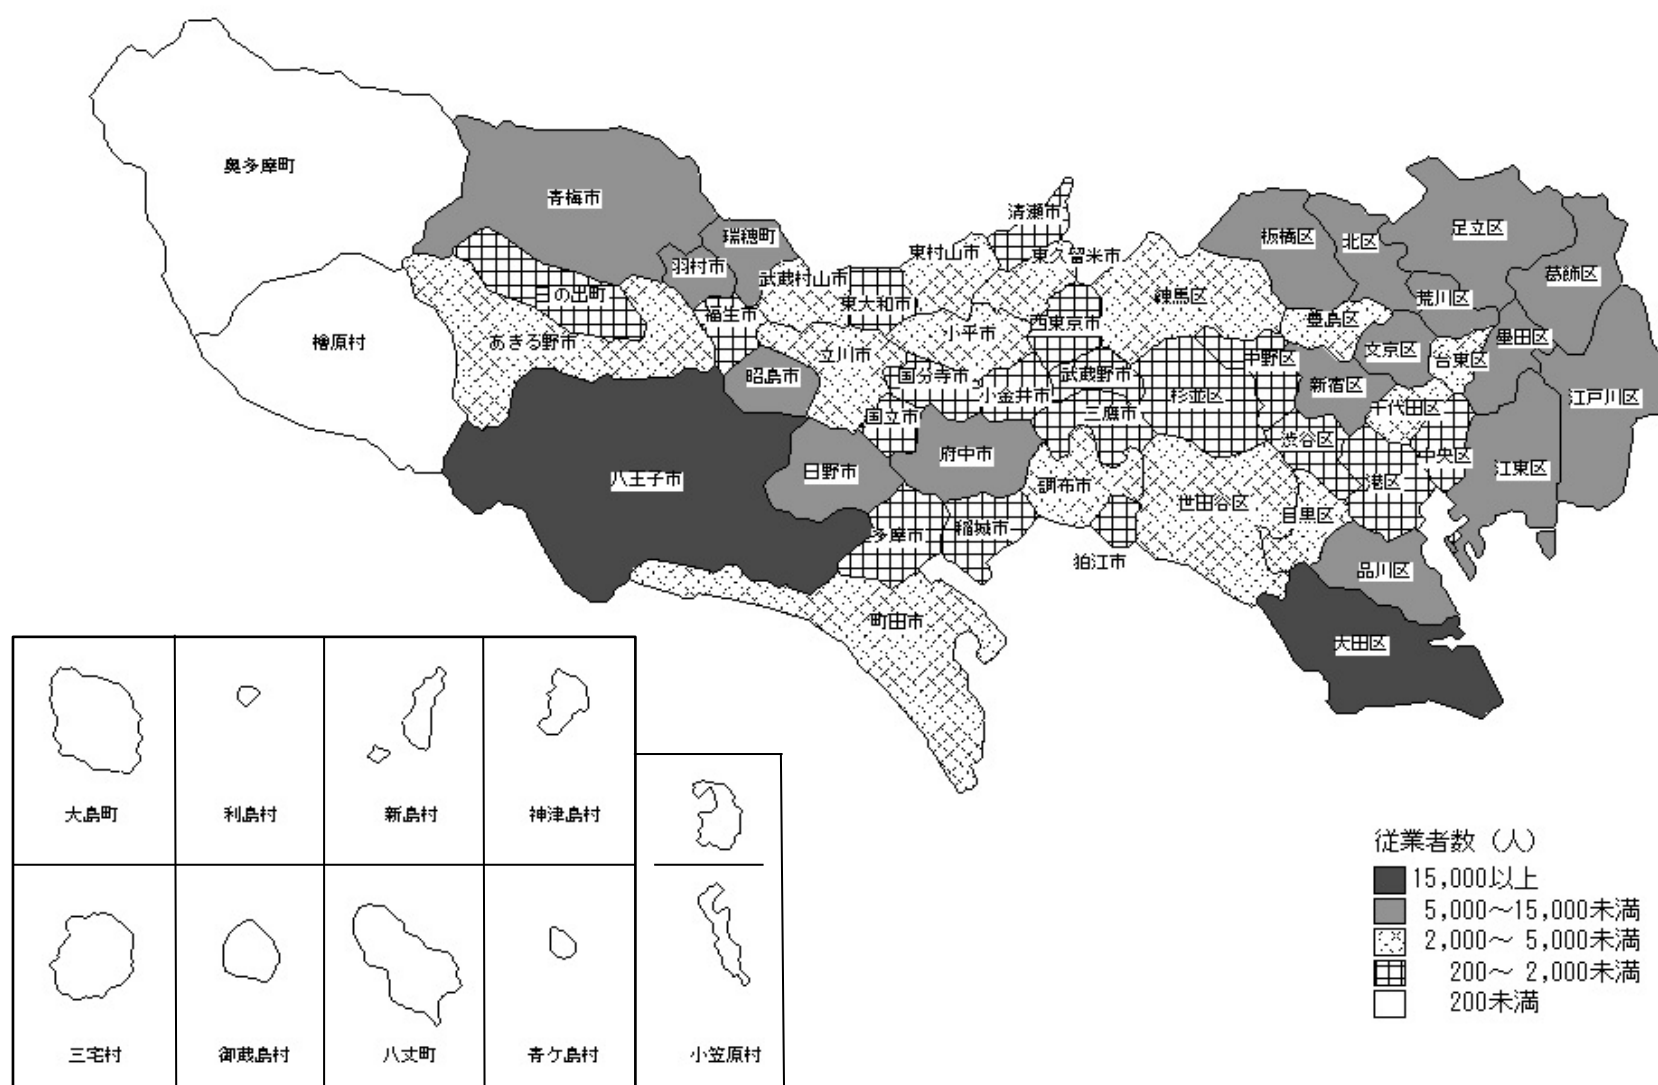 奥多摩町
青梅市
瑞穂町
羽村市
日の出町
あきる野市
檜原村
福生市
武蔵村山市
東大和市
東村山市
清瀬市
東久留米市
西東京市
小平市
立川市
昭島市
国分寺市
国立市
小金井市
武蔵野市
三鷹市
府中市
日野市
八王子市
多摩市
稲城市
調布市
狛江市
町田市
練馬区
板橋区
北区
足立区
葛飾区
荒川区
豊島区
文京区
台東区
墨田区
江戸川区
中野区
杉並区
新宿区
千代田区
渋谷区
港区
中央区
江東区
世田谷区
目黒区
品川区
大田区
大島町
利島村
新島村
神津島村
三宅村
御蔵島村
八丈町
青ケ島村
小笠原村
従業者数(人)
15,000以上
5,000～15,000未満
2,000～ 5,000未満
200～ 2,000未満
200未満